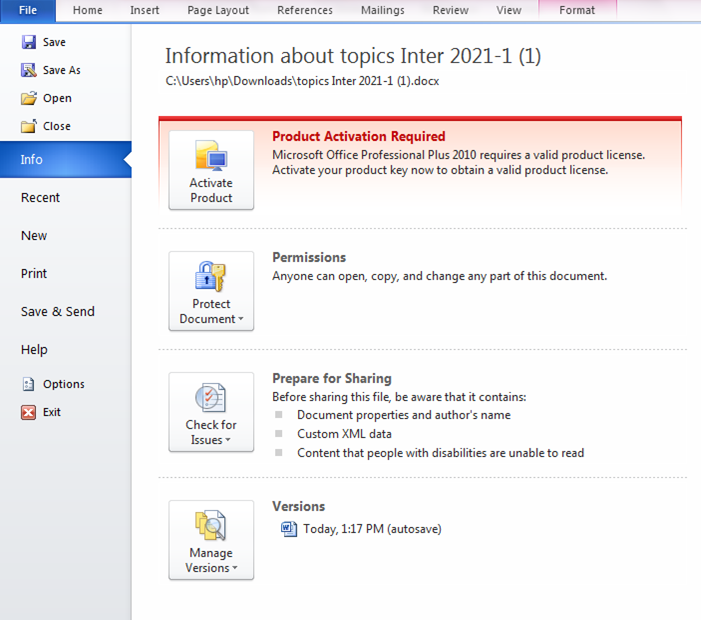 File Home Insert Page Layout References Mailings Review View Format
Save
Save As
Open
Close
Info
Recent
New
Print
Save & Send
Help
Options
Exit
Information about topics Inter 2021-1 (1)
C:\Users\hp\Downloads\topics Inter 2021-1 (1).docx
Activate
Product
Product Activation Required
Microsoft Office Professional Plus 2010 requires a valid product license.
Activate your product key now to obtain a valid product license.
Protect
Document
Permissions
Anyone can open, copy, and change any part of this document.
Check for
Issues
Prepare for Sharing
Before sharing this file, be aware that it contains:
Document properties and author's name
Custom XML data
Content that people with disabilities are unable to read
Manage
Versions
Versions
Today, 1:17 PM (autosave)